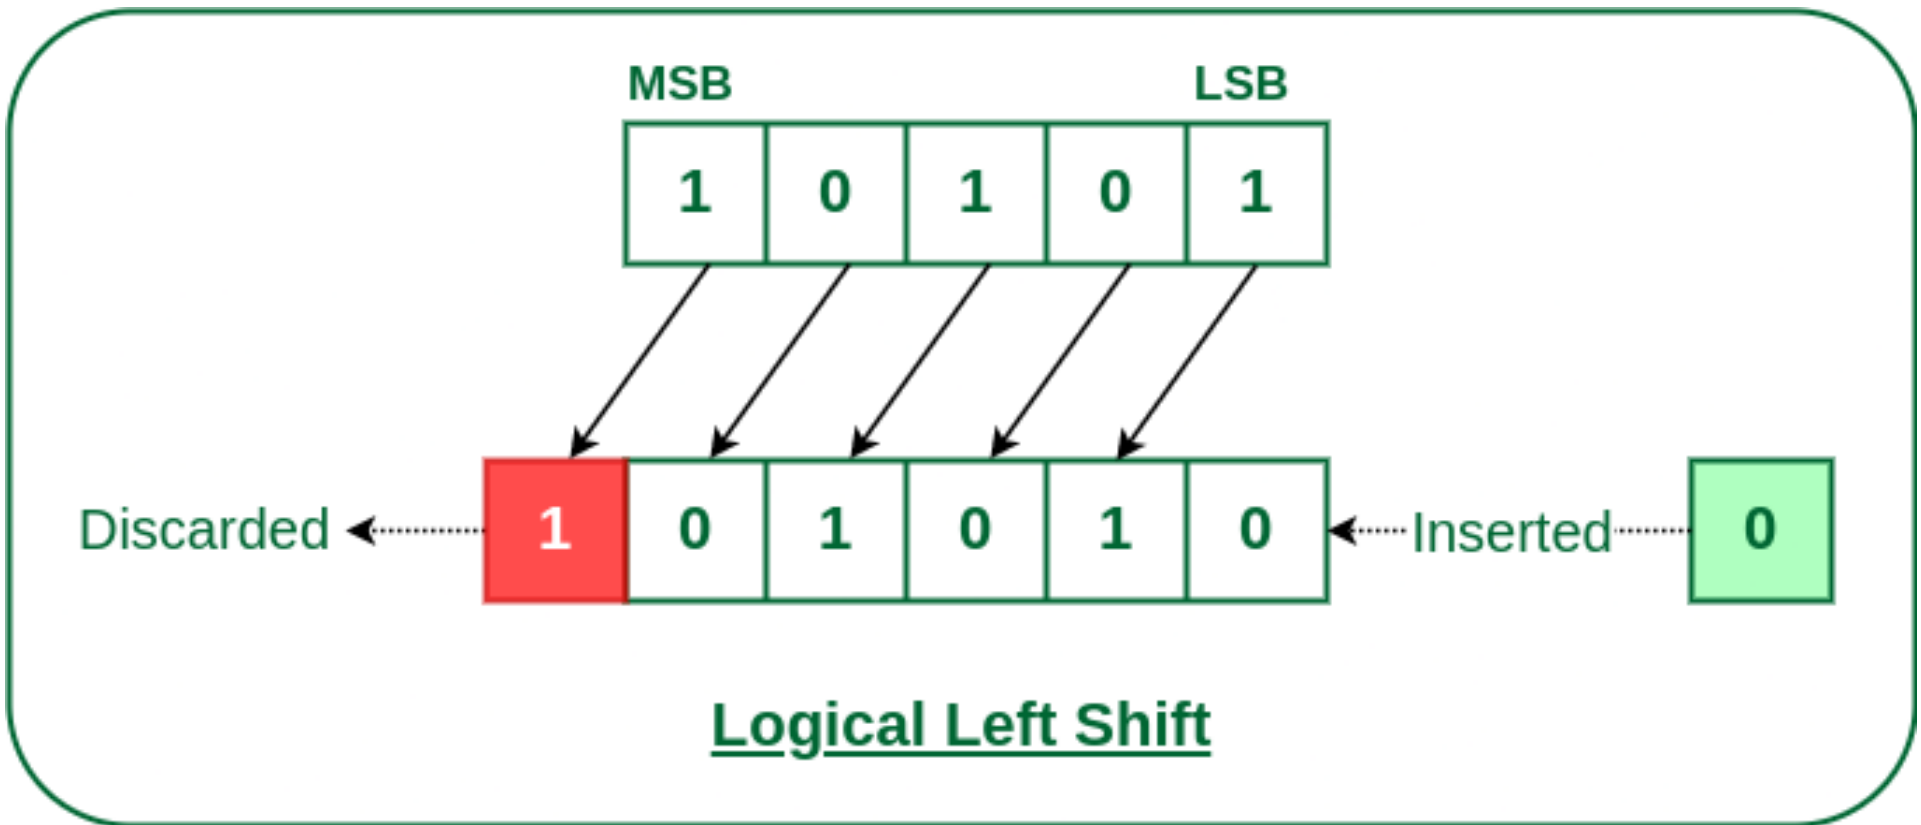 MSB LSB
1 0 1 0 1
Discarded 1 0 1 0 1 0 Inserted 0
Logical Left Shift